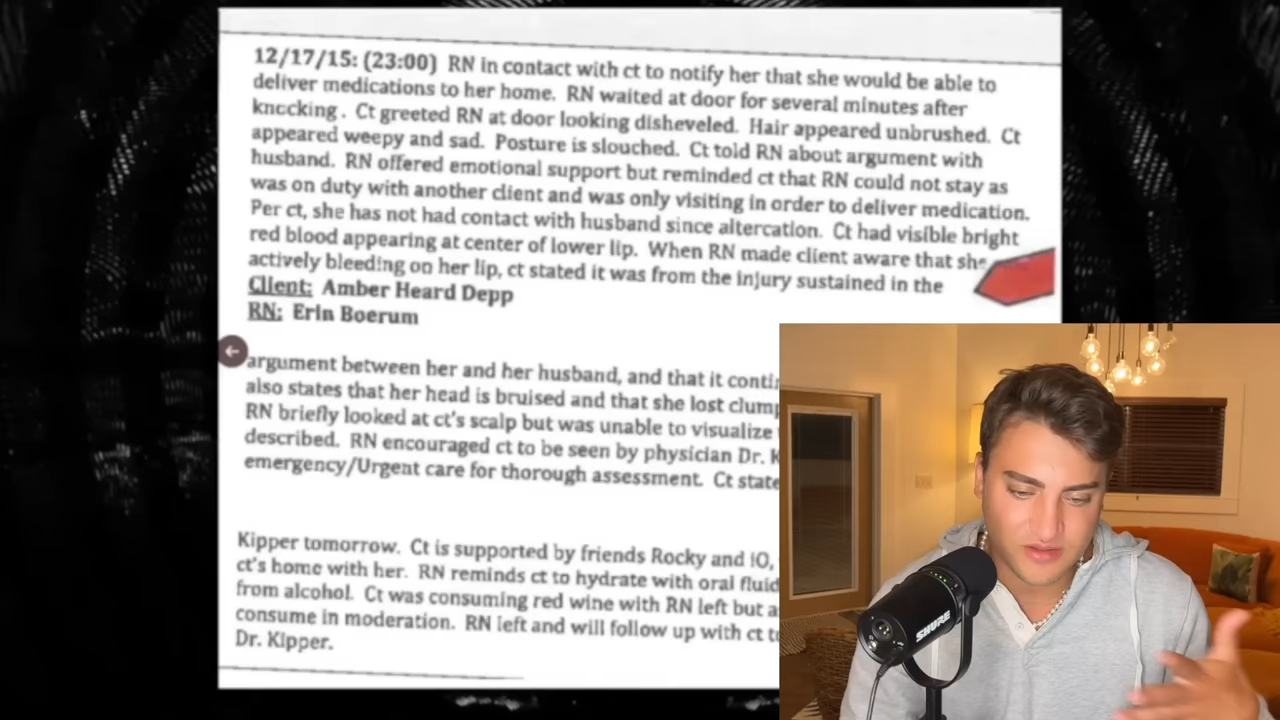 12/17/15: (23:00) RN in contact with ct to notify her that she would be able to
deliver medications to her home. RN waited at door for several minutes after
knocking. Ct greeted RN at door looking disheveled. Hair appeared unbrushed. Ct
appeared weepy and sad. Posture is slouched. Ct told RN about argument with
husband. RN offered emotional support but reminded ct that RN could not stay as
was on duty with another client and was only visiting in order to deliver medication.
Per ct, she has not had contact with husband since altercation. Ct had visible bright
red blood appearing at center of lower lip. When RN made client aware that she
actively bleeding on her lip, ct stated it was from the injury sustained in the
Client: Amber Heard Depp
RN: Erin Boerum
argument between her and her husband, and that it
also states that her head is bruised and that she lost
RN briefly looked at ct's scalp but was unable to visualize
described. RN encouraged ct to be seen by physician Dr.
emergency/Urgent care for thorough assessment. Ct
Kipper tomorrow. Ct is supported by friends Rocky and iO,
ct's home with her. RN reminds ct to hydrate with oral
from alcohol. Ct was consuming red wine with RN left but
consume in moderation. RN left and will follow up with ct
Dr. Kipper.
SHURE